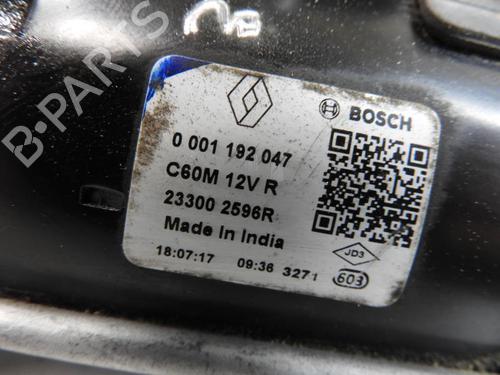 BOSCH
0 001 192 047
C60M 12V R
23300 2596R
Made in India
JD3
18:07:17 09:36 3271
603
B-Parts